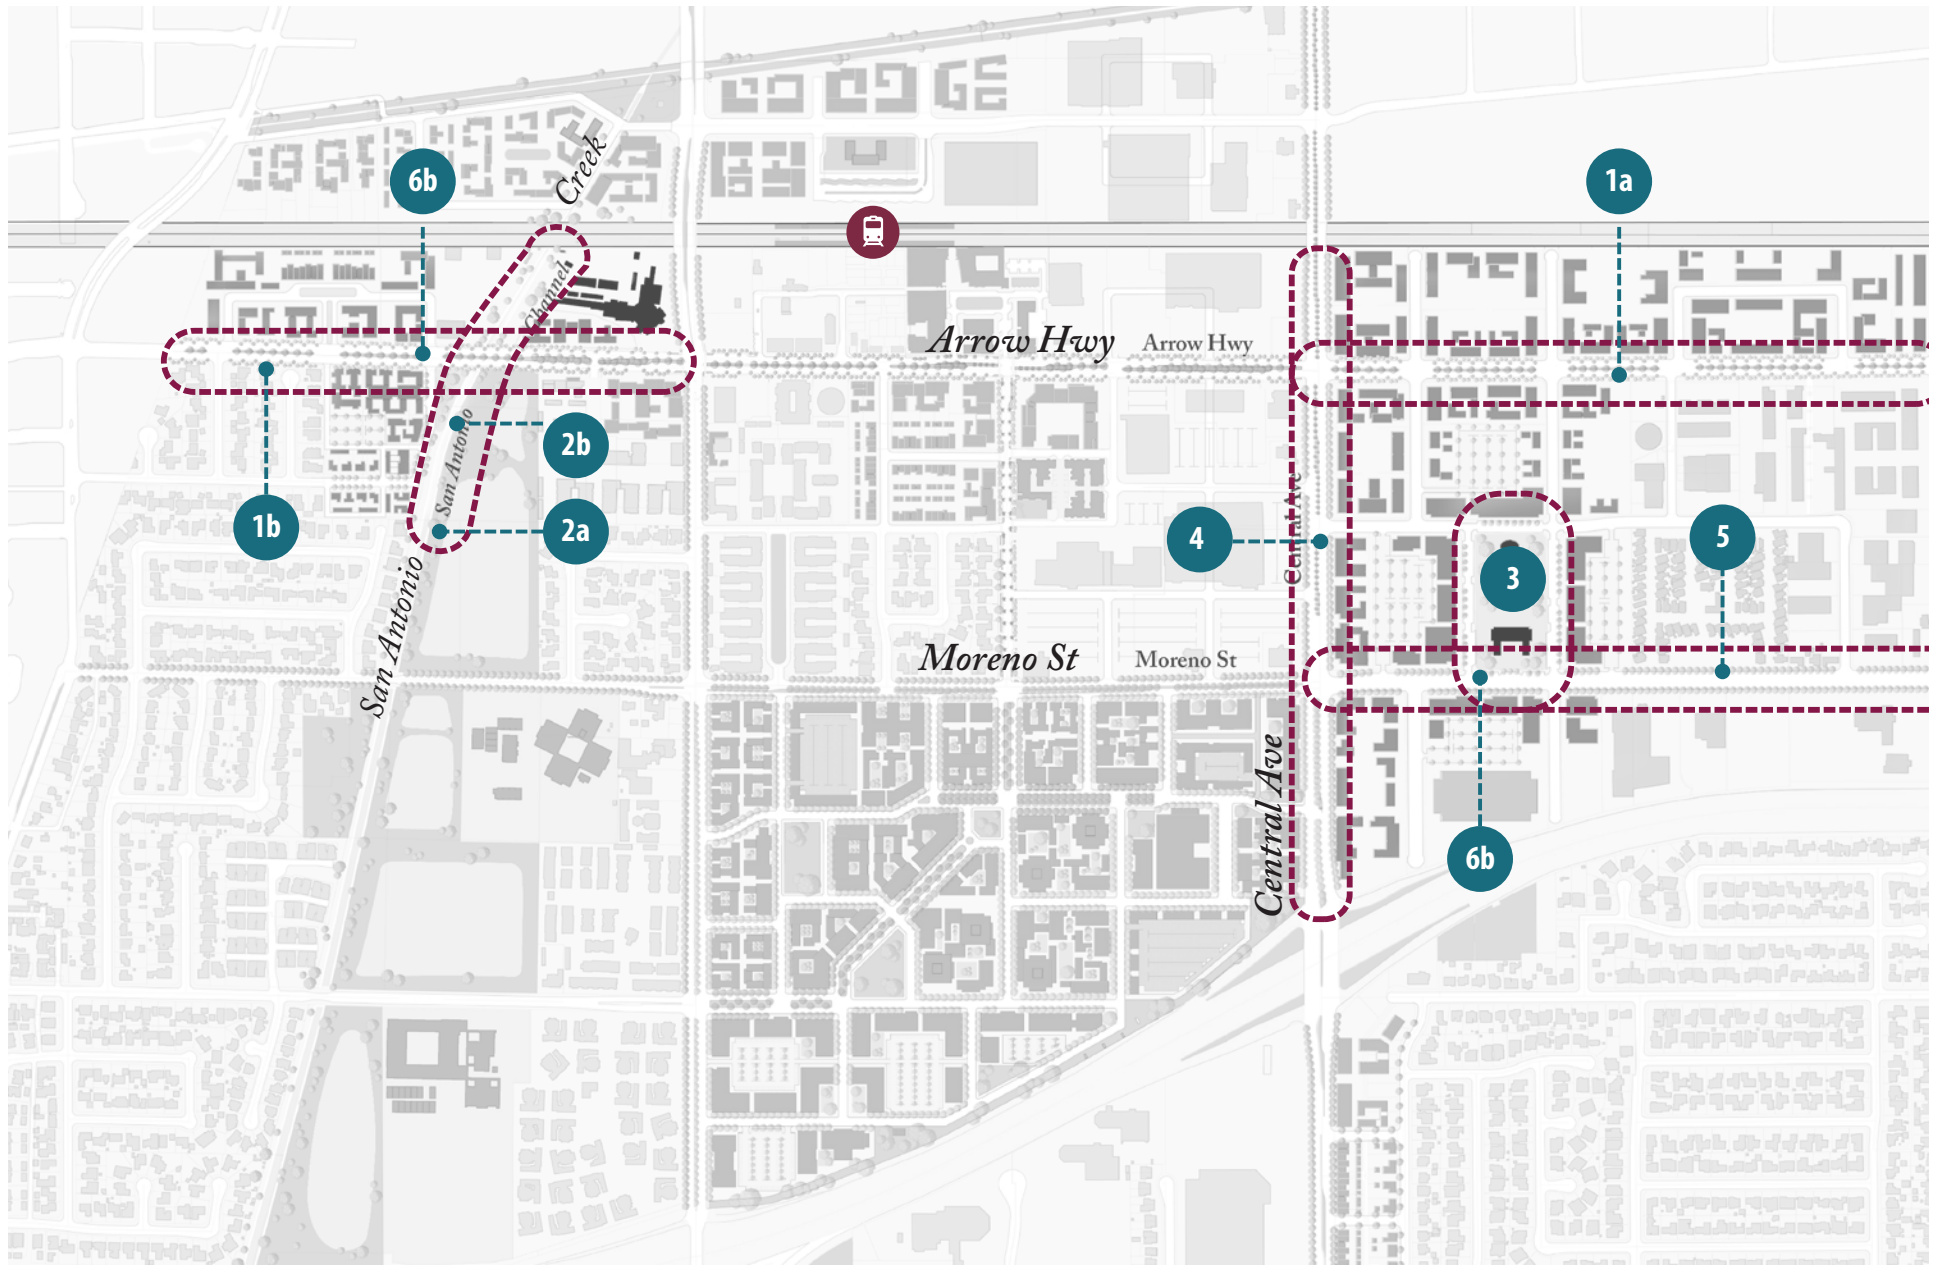 6b
1a
Creek
Channel
Arrow Hwy
Arrow Hwy
San Antonio
2b
1b
2a
4
Central Ave
3
5
San Antonio
Moreno St
Moreno St
Central Ave
6b